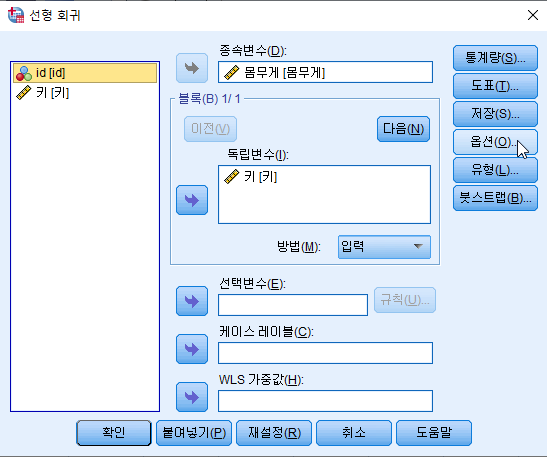 선형 회귀
종속변수(D):
id [id]
몸무게 [몸무게]
키 [키]
블록(B) 1/ 1
이전(V)
다음(N)
독립변수(I):
키 [키]
방법(M):
입력
선택변수(E):
규칙(U)...
케이스 레이블(C):
WLS 가중값(H):
통계량(S)...
도표(T)...
저장(S)...
옵션(O)...
유형(L)...
붓스트랩(B)...
확인
붙여넣기(P)
재설정(R)
취소
도움말